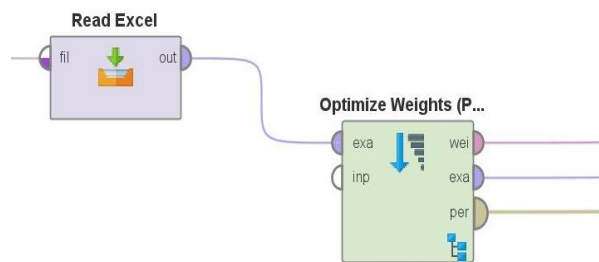 Read Excel
fil out
Optimize Weights (P...
exa wei
inp exa
per